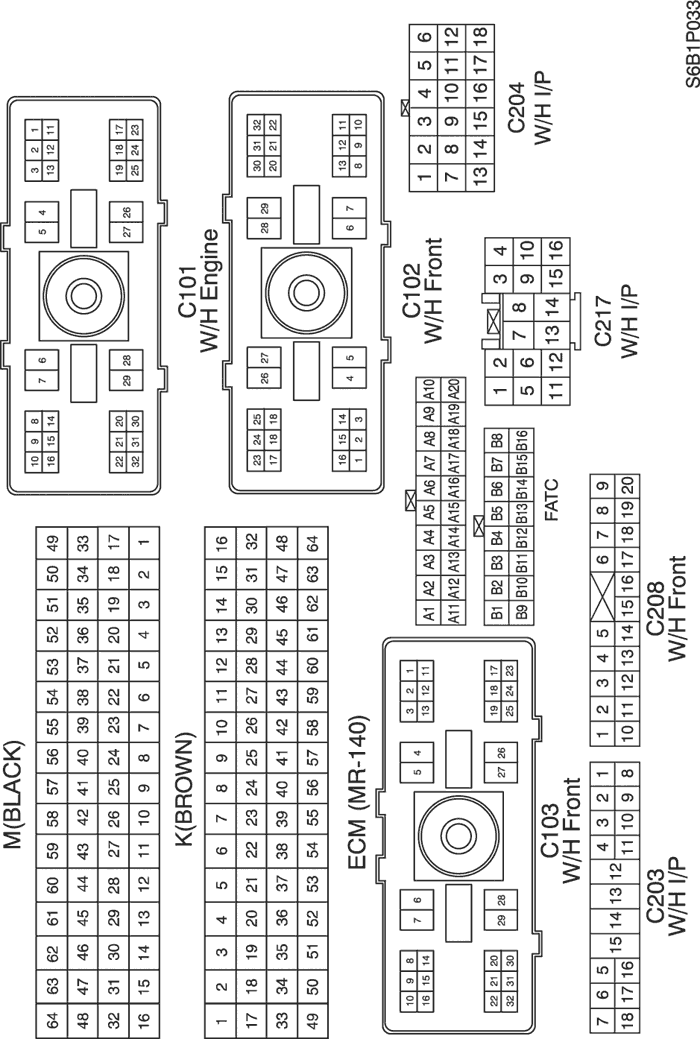 M(BLACK)
64 63 62 61 60 59 58 57 56 55 54 53 52 51 50 49
48 47 46 45 44 43 42 41 40 39 38 37 36 35 34 33
32 31 30 29 28 27 26 25 24 23 22 21 20 19 18 17
16 15 14 13 12 11 10 9 8 7 6 5 4 3 2 1
K(BROWN)
1 2 3 4 5 6 7 8 9 10 11 12 13 14 15 16
17 18 19 20 21 22 23 24 25 26 27 28 29 30 31 32
33 34 35 36 37 38 39 40 41 42 43 44 45 46 47 48
49 50 51 52 53 54 55 56 57 58 59 60 61 62 63 64
ECM (MR-140)
10 9 8 7 6 5 4 3 2 1
16 15 14 13 12 11
22 21 20 29 28 27 26 19 18 17
32 31 30 25 24 23
C101
W/H Engine
23 24 25 26 27 28 29 30 31 32
17 18 20 21 22
16 15 14 4 5 6 7 13 12 11
1 2 3 8 9 10
C102
W/H Front
10 9 8 7 6 5 4 3 2 1
16 15 14 13 12 11
22 21 20 29 28 27 26 19 18 17
32 31 30 25 24 23
C103
W/H Front
A1 A2 A3 A4 A5 A6 A7 A8 A9 A10
A11 A12 A13 A14 A15 A16 A17 A18 A19 A20
B1 B2 B3 B4 B5 B6 B7 B8
B9 B10 B11 B12 B13 B14 B15 B16
FATC
1 2 3 4 5 6
7 8 9 10 11 12
13 14 15 16 17 18
C204
W/H I/P
1 2 3 4
5 6 7 8 9 10
11 12 13 14 15 16
C217
W/H I/P
7 6 5 4 3 2 1
15 14 13 12
18 17 16 11 10 9 8
C203
W/H I/P
1 2 3 4 5 6 7 8 9
10 11 12 13 14 15 16 17 18 19 20
C208
W/H Front
S6B1P033